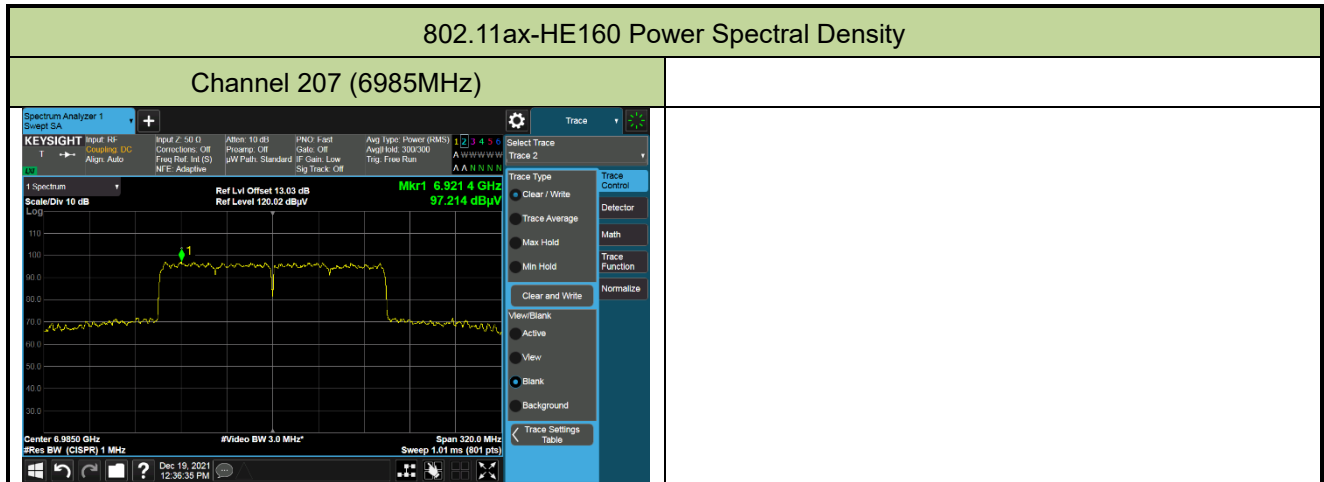 802.11ax-HE160 Power Spectral Density
Channel 207 (6985MHz)
Spectrum Analyzer 1
Swept SA
+
Trace
KEYSIGHT
T
Input: RF
Coupling: DC
Align: Auto
Input Z: 50 Ω
Corrections: Off
Freq Ref: Int (S)
NFE: Adaptive
Atten: 10 dB
Preamp: Off
µW Path: Standard
PNO: Fast
Gate: Off
IF Gain: Low
Sig Track: Off
Avg Type: Power (RMS)
Avg|Hold: 300/300
Trig: Free Run
1 2 3 4 5 6
A W W W W W
A A N N N N
Select Trace
Trace 2
1 Spectrum
Scale/Div 10 dB
Log
Ref Lvl Offset 13.03 dB
Ref Level 120.02 dBµV
Mkr1 6.921 4 GHz
97.214 dBµV
110
100
90.0
80.0
70.0
60.0
50.0
40.0
30.0
1
Center 6.9850 GHz
#Res BW (CISPR) 1 MHz
#Video BW 3.0 MHz*
Span 320.0 MHz
Sweep 1.01 ms (801 pts)
Trace Type
Clear / Write
Trace Average
Max Hold
Min Hold
Clear and Write
View/Blank
Active
View
Blank
Background
Trace Settings
Table
Trace
Control
Detector
Math
Trace
Function
Normalize
?
Dec 19, 2021
12:36:35 PM